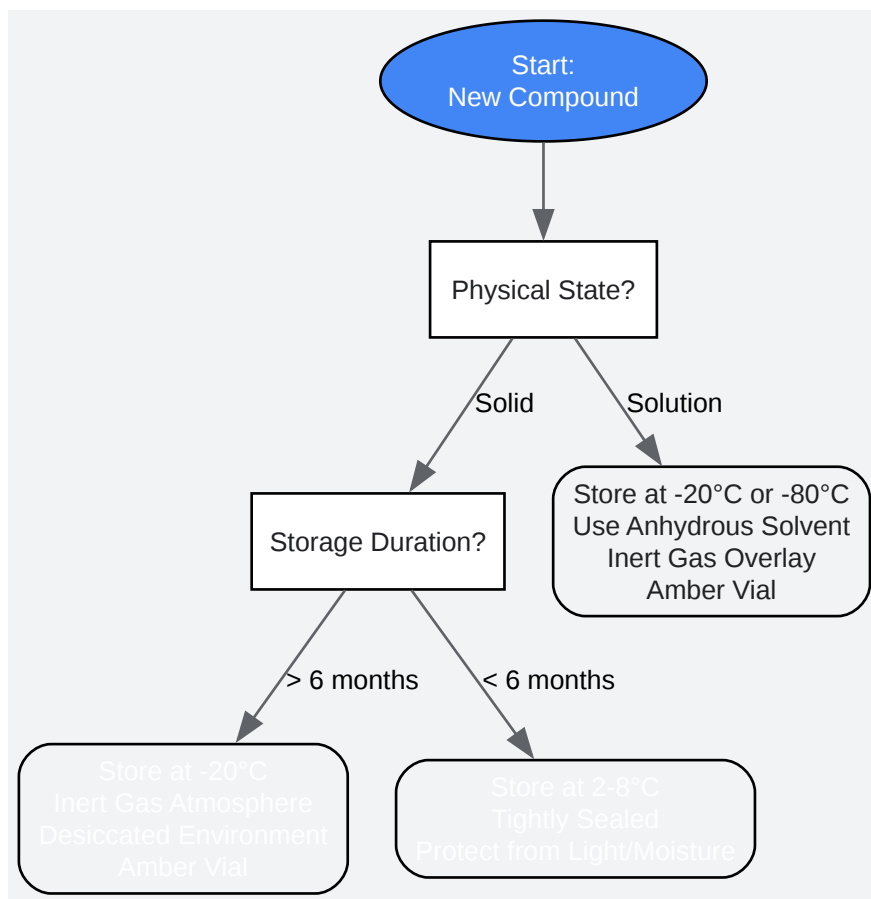 Start:
New Compound
Physical State?
Solid
Solution
Store at -20°C or -80°C
Use Anhydrous Solvent
Inert Gas Overlay
Amber Vial
Storage Duration?
> 6 months
< 6 months
Store at -20°C
Inert Gas Atmosphere
Desiccated Environment
Amber Vial
Store at 2-8°C
Tightly Sealed
Protect from Light/Moisture